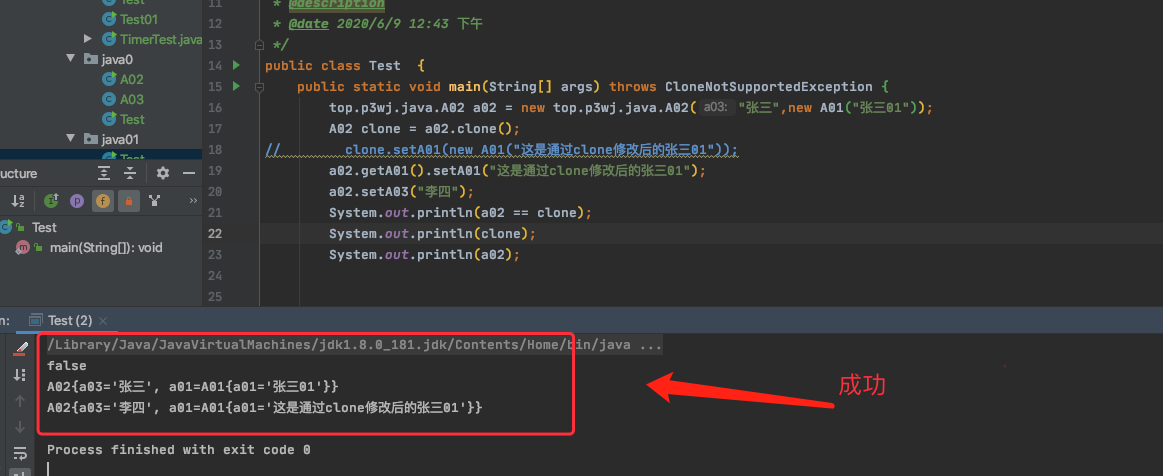 Test
Test01
TimerTest.java
java0
A02
A03
Test
java01
Test
ucture
Test
main(String[]): void
11 * @description
12 * @date 2020/6/9 12:43 下午
13 */
14 public class Test {
15 public static void main(String[] args) throws CloneNotSupportedException {
16 top.p3wj.java.A02 a02 = new top.p3wj.java.A02( a03: "张三",new A01("张三01"));
17 A02 clone = a02.clone();
18 // clone.setA01(new A01("这是通过clone修改后的张三01"));
19 a02.getA01().setA01("这是通过clone修改后的张三01");
20 a02.setA03("李四");
21 System.out.println(a02 == clone);
22 System.out.println(clone);
23 System.out.println(a02);
24
25
n: Test (2) ×
/Library/Java/JavaVirtualMachines/jdk1.8.0_181.jdk/Contents/Home/bin/java ...
false
A02{a03='张三', a01=A01{a01='张三01'}}
A02{a03='李四', a01=A01{a01='这是通过clone修改后的张三01'}}
成功
Process finished with exit code 0